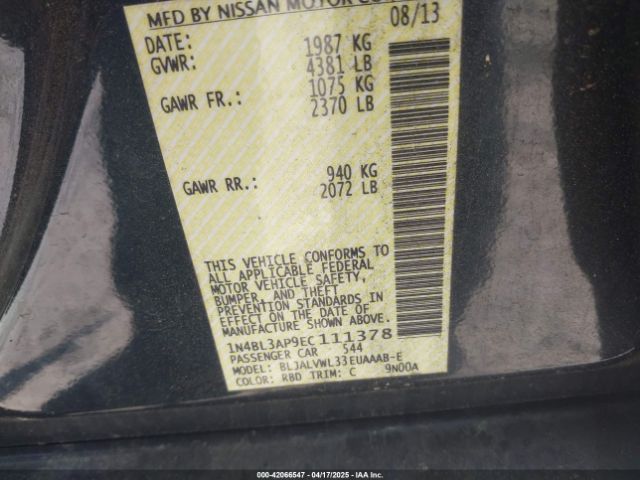 MFD BY NISSAN MOTOR CO
DATE: 08/13
GVWR: 1987 KG
4381 LB
GAWR FR.: 1075 KG
2370 LB
GAWR RR.: 940 KG
2072 LB
THIS VEHICLE CONFORMS TO
ALL APPLICABLE FEDERAL
MOTOR VEHICLE SAFETY,
BUMPER, AND THEFT
PREVENTION STANDARDS IN
EFFECT ON THE DATE OF
MANUFACTURE SHOWN ABOVE.
1N4BL3AP9EC111378
PASSENGER CAR 544
MODEL: BLJALVWL33EUAAAB-E
COLOR: RBD TRIM: C 9N00A
000-42066547 - 04/17/2025 - IAA Inc.